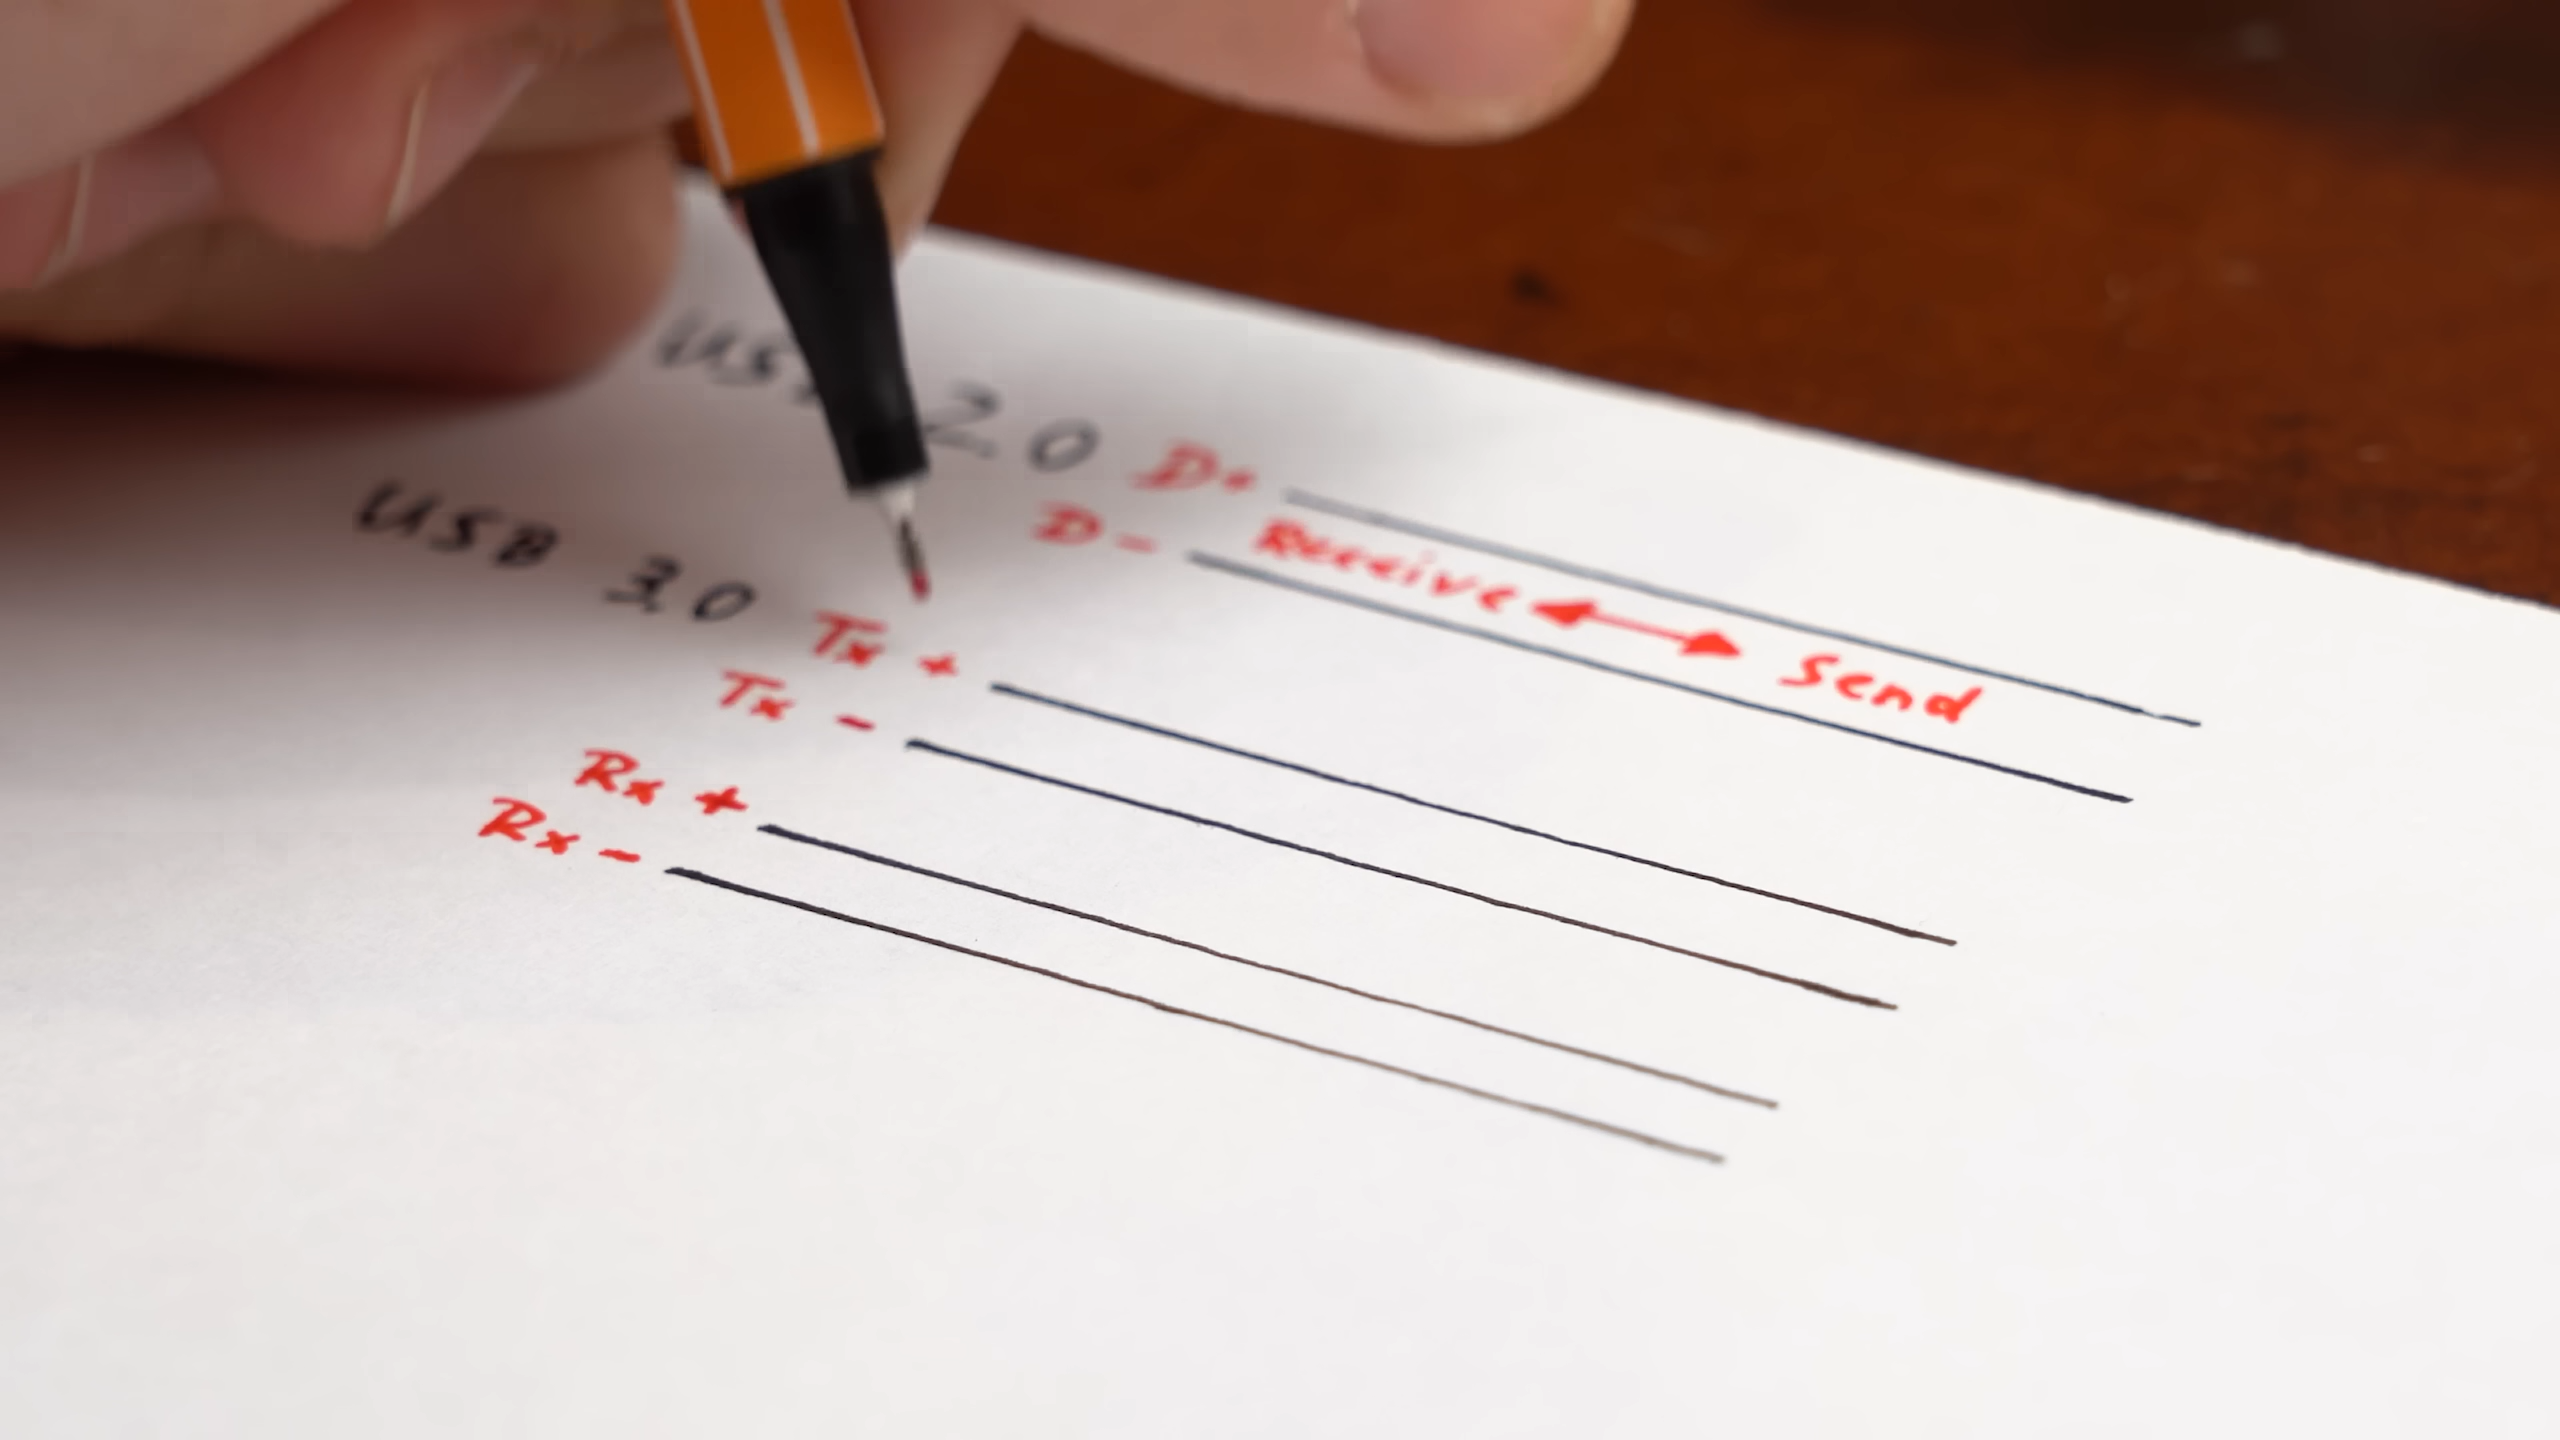 USB 2.0 D+
D- Receive Send
USB 3.0 Tx +
Tx -
Rx +
Rx -